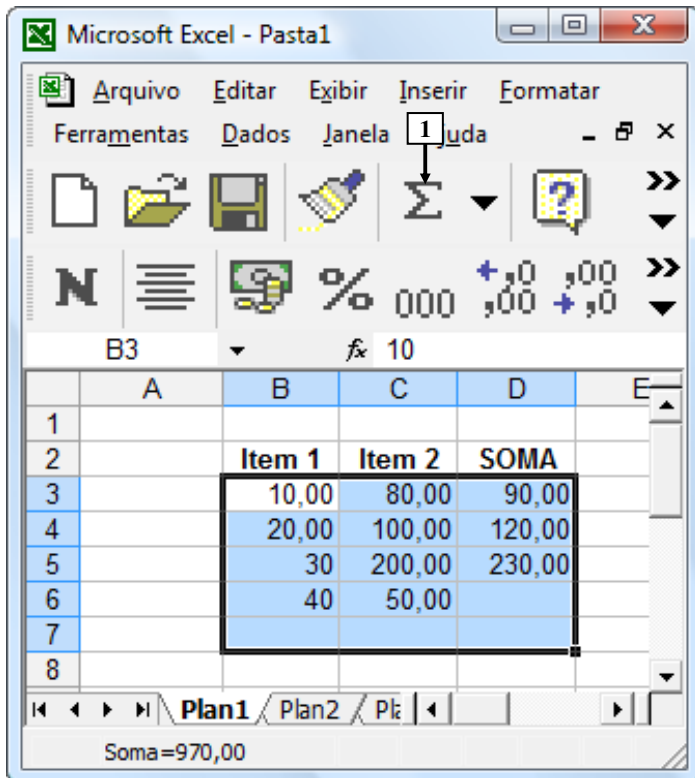 Microsoft Excel - Pasta1
Arquivo Editar Exibir Inserir Formatar
Ferramentas Dados Janela juda
1
Σ ?
N % 000 ,0 ,00 ,00 ,0
B3 fx 10
A B C D E
1
2 Item 1 Item 2 SOMA
3 10,00 80,00 90,00
4 20,00 100,00 120,00
5 30 200,00 230,00
6 40 50,00
7
8
Plan1 Plan2
Soma=970,00